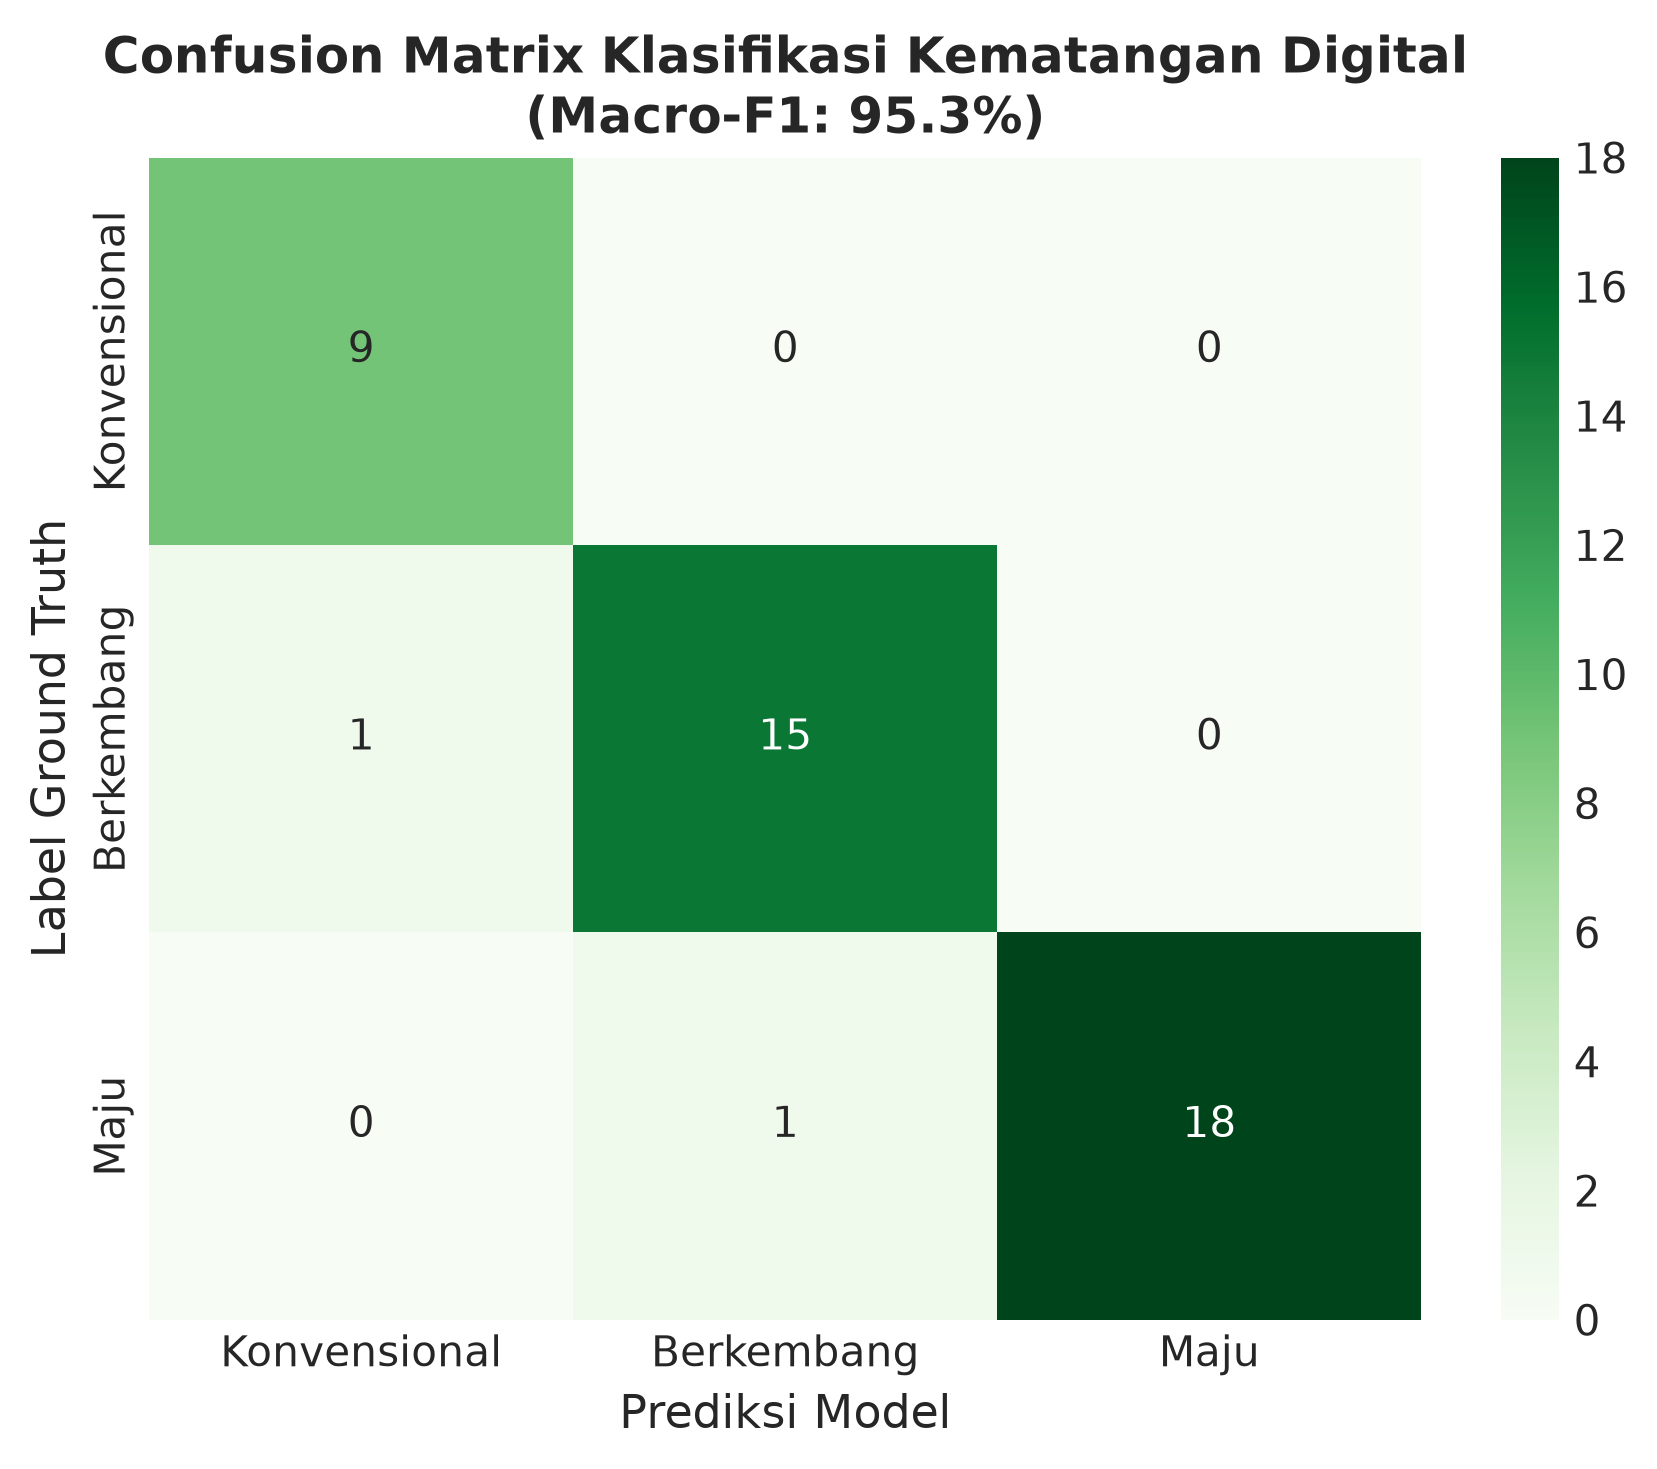 Confusion Matrix Klasifikasi Kematangan Digital
(Macro-F1: 95.3%)
Label Ground Truth
Konvensional
9 0 0
Berkembang
1 15 0
Maju
0 1 18
Konvensional Berkembang Maju
Prediksi Model
18
16
14
12
10
8
6
4
2
0